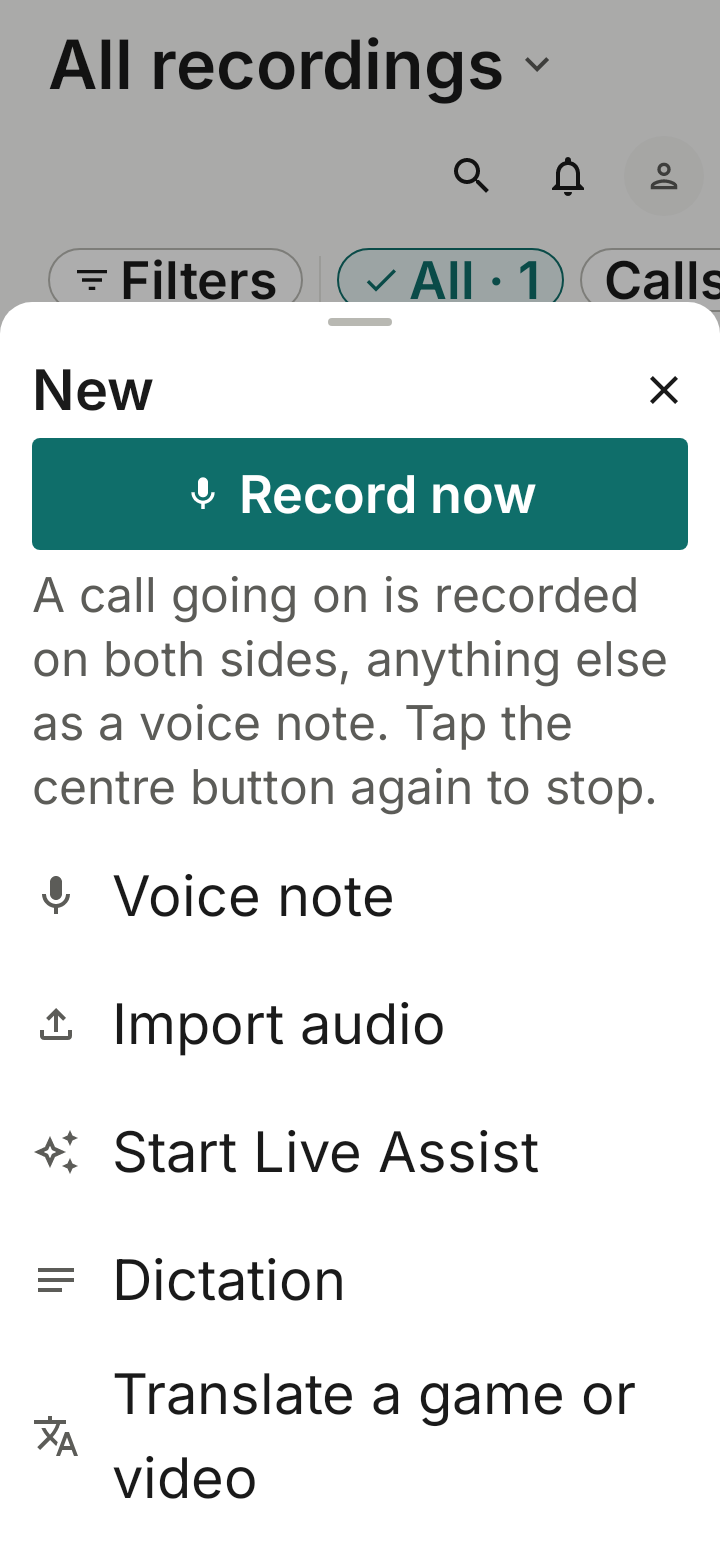 All recordings
Filters
All · 1
Calls
New
Record now
A call going on is recorded
on both sides, anything else
as a voice note. Tap the
centre button again to stop.
Voice note
Import audio
Start Live Assist
Dictation
Translate a game or
video